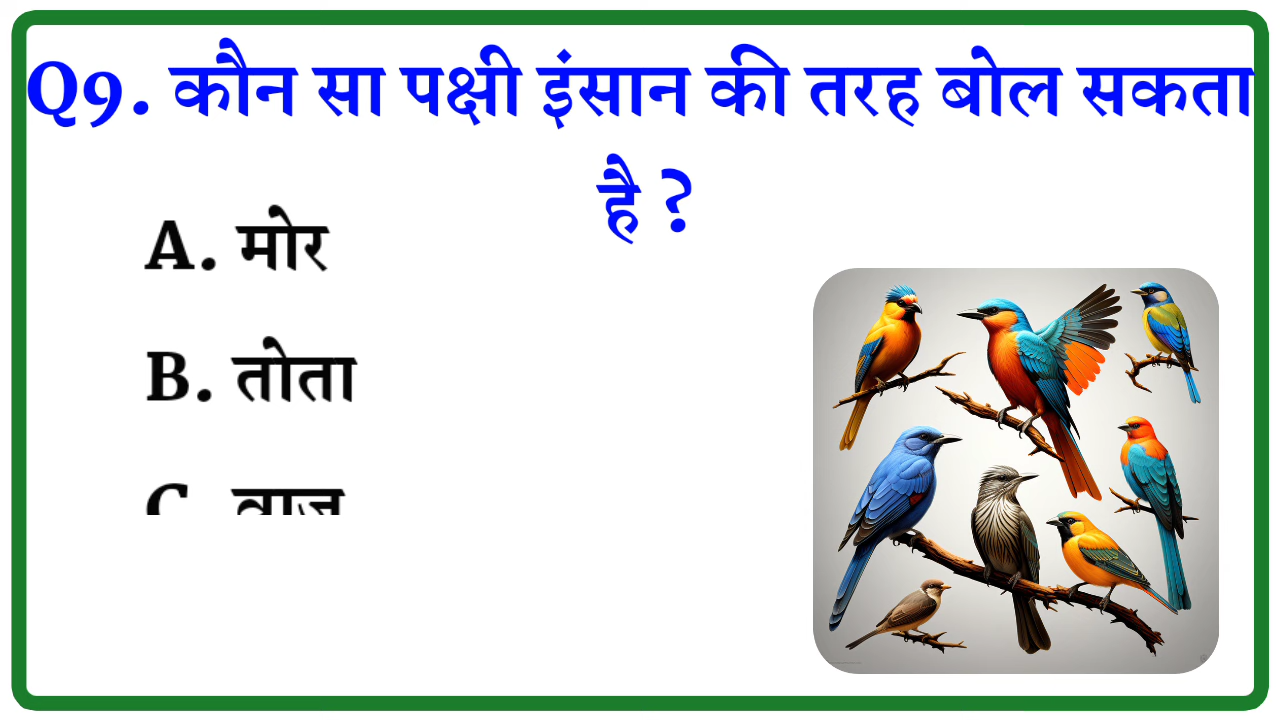 Q9. कौन सा पक्षी इंसान की तरह बोल सकता
है ?
A. मोर
B. तोता
C